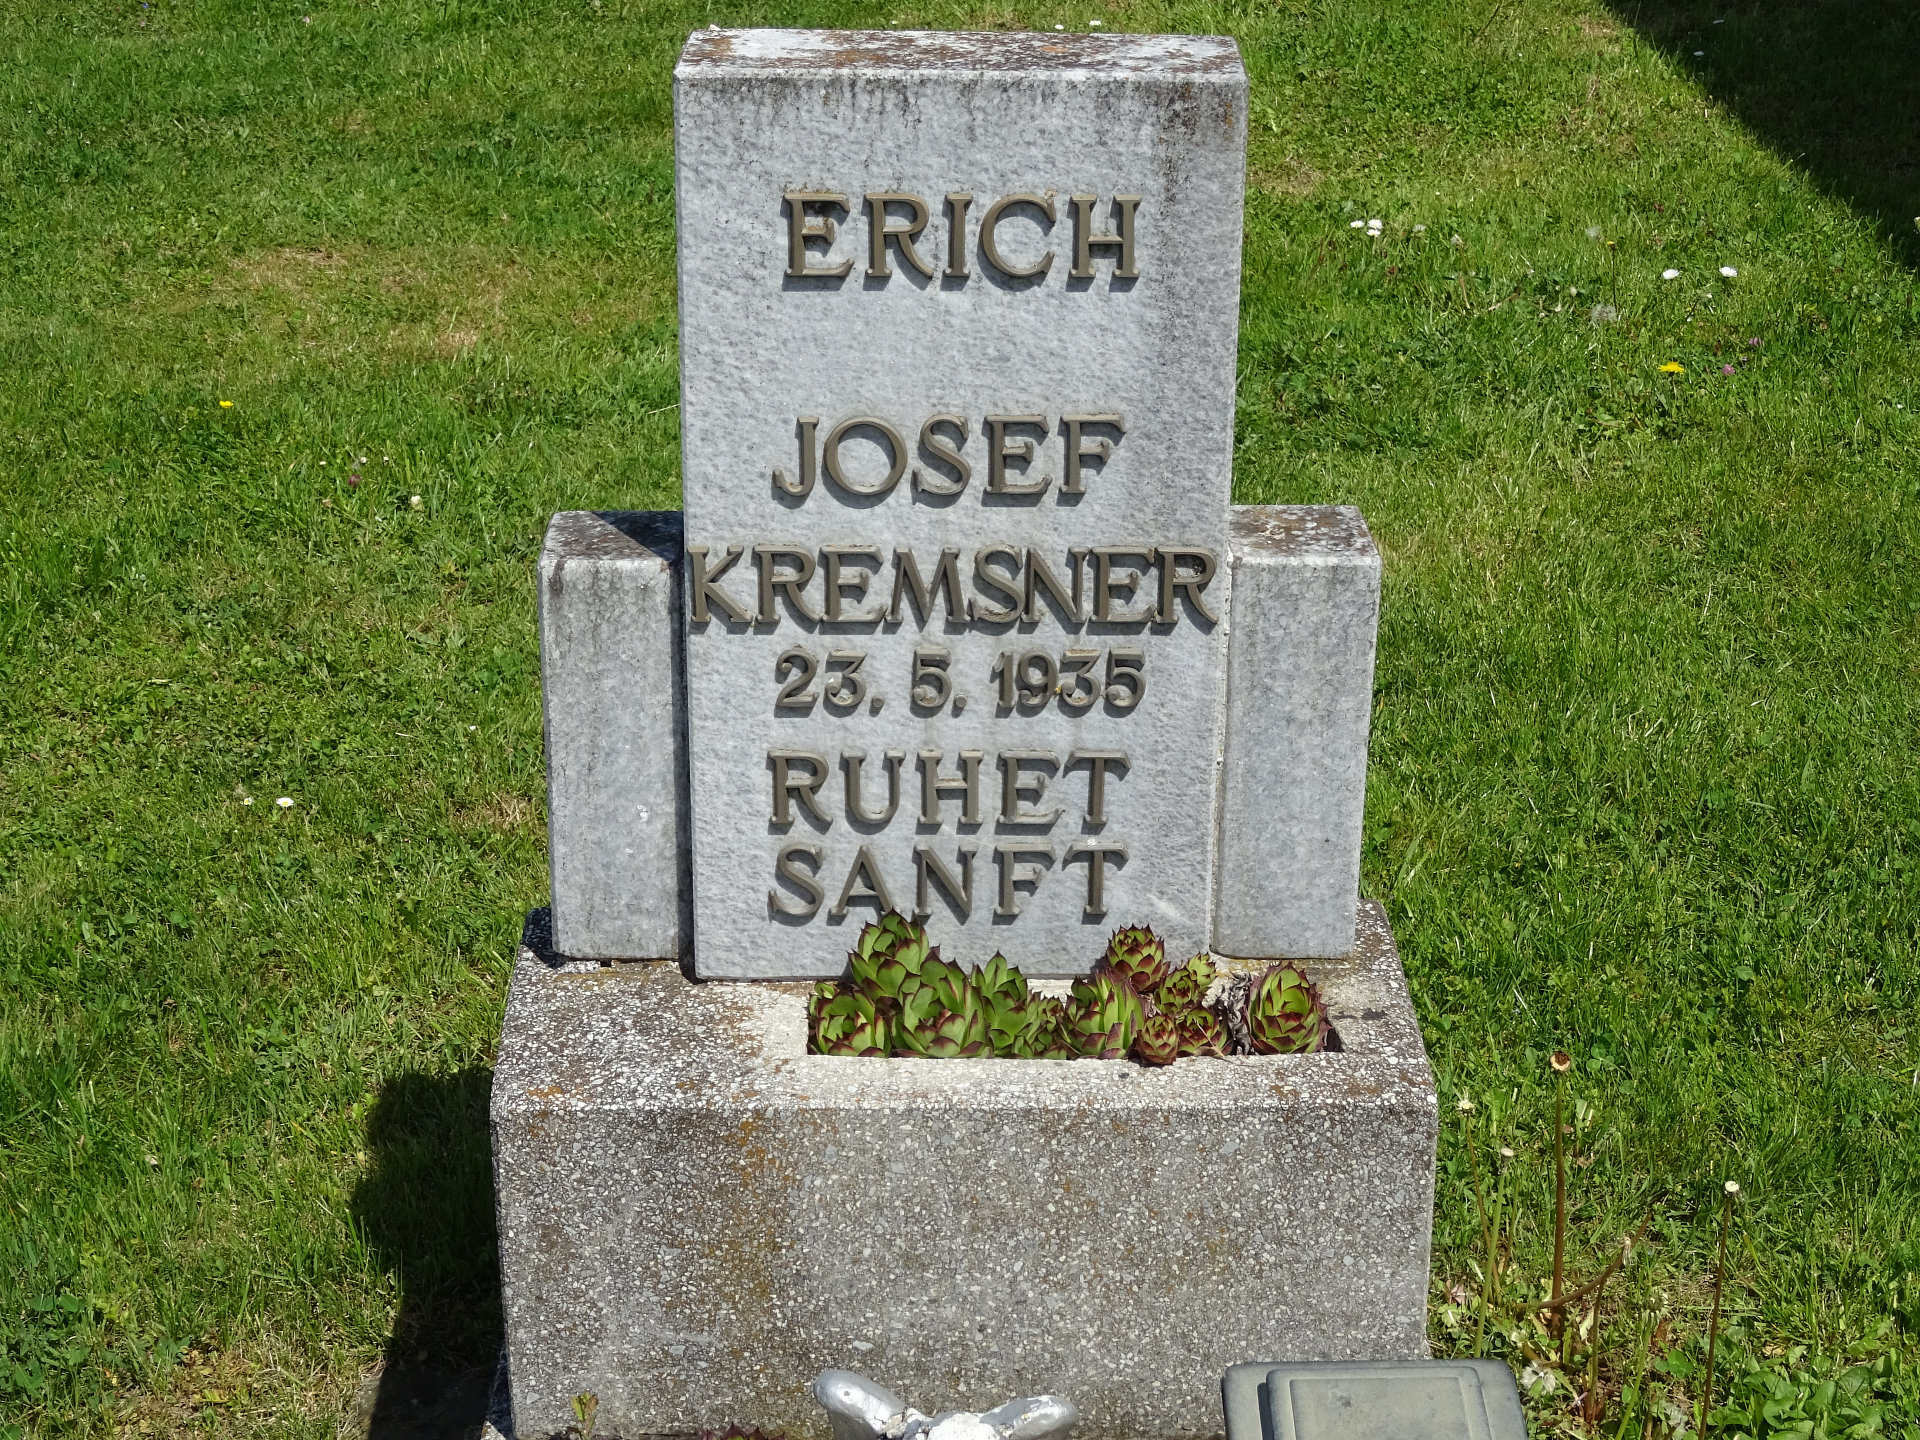 ERICH
JOSEF
KREMSNER
23. 5. 1935
RUHET
SANFT